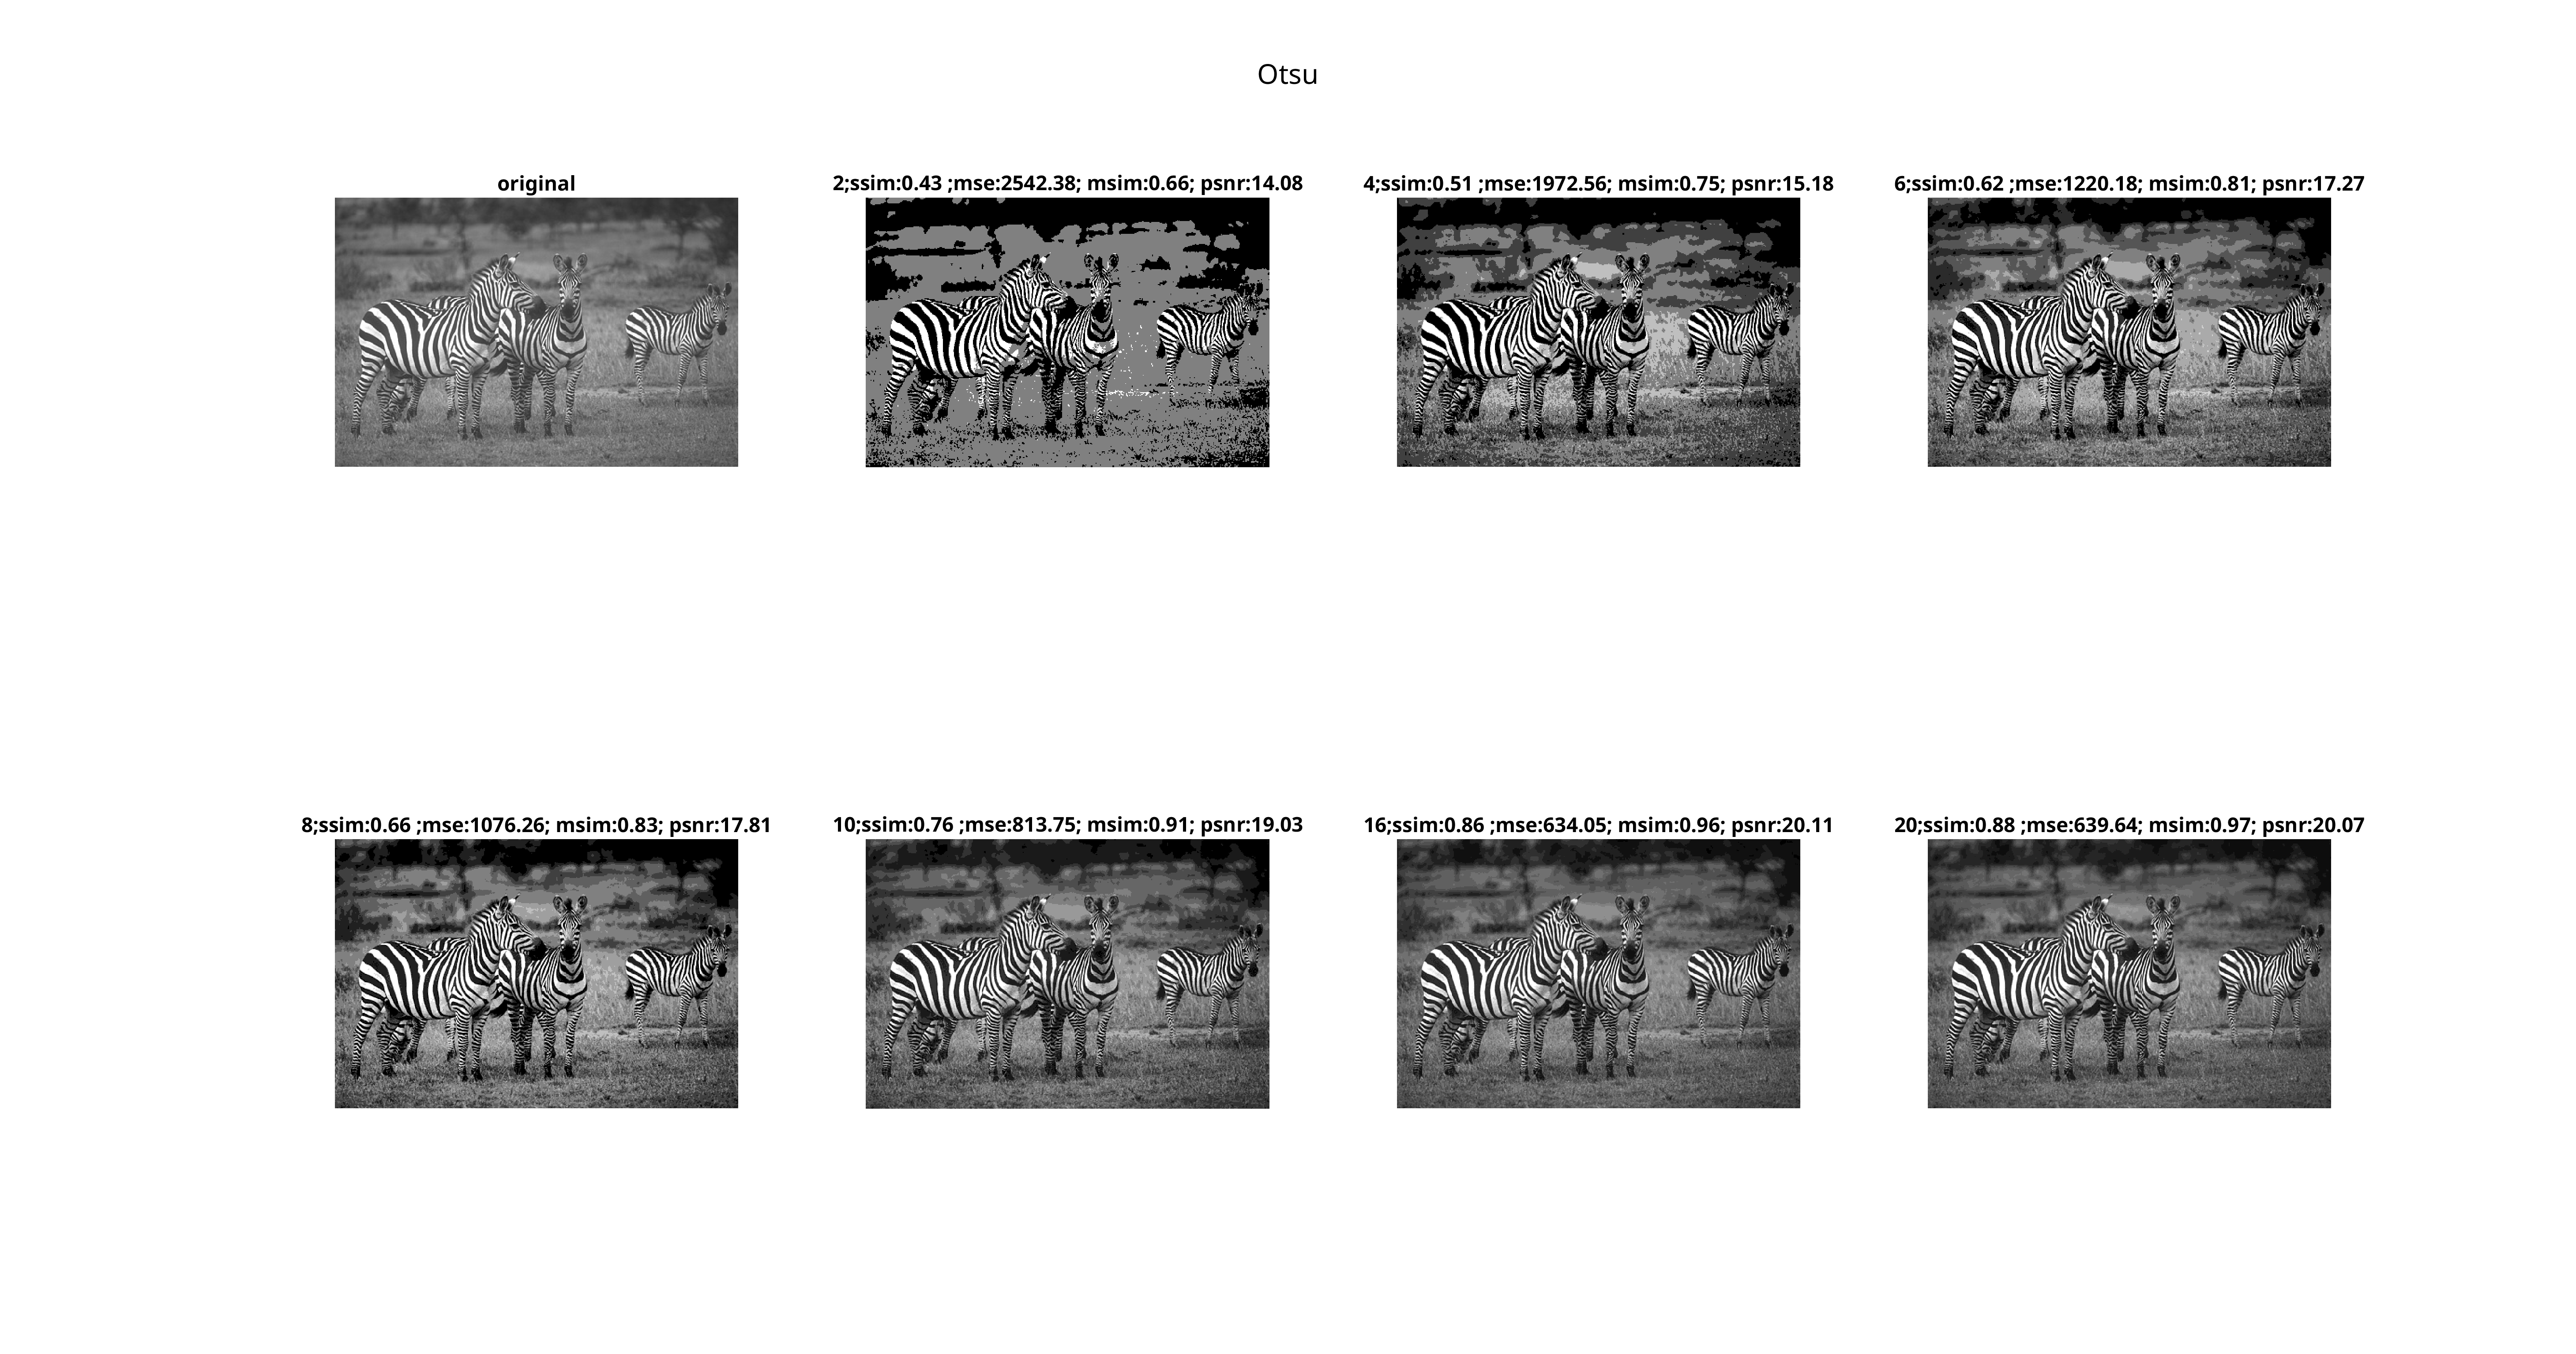 Otsu
original
2;ssim:0.43 ;mse:2542.38; msim:0.66; psnr:14.08
4;ssim:0.51 ;mse:1972.56; msim:0.75; psnr:15.18
6;ssim:0.62 ;mse:1220.18; msim:0.81; psnr:17.27
8;ssim:0.66 ;mse:1076.26; msim:0.83; psnr:17.81
10;ssim:0.76 ;mse:813.75; msim:0.91; psnr:19.03
16;ssim:0.86 ;mse:634.05; msim:0.96; psnr:20.11
20;ssim:0.88 ;mse:639.64; msim:0.97; psnr:20.07